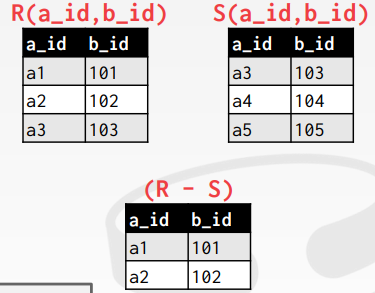 R(a_id,b_id) S(a_id,b_id)
a_id b_id a_id b_id
a1 101 a3 103
a2 102 a4 104
a3 103 a5 105
(R - S)
a_id b_id
a1 101
a2 102